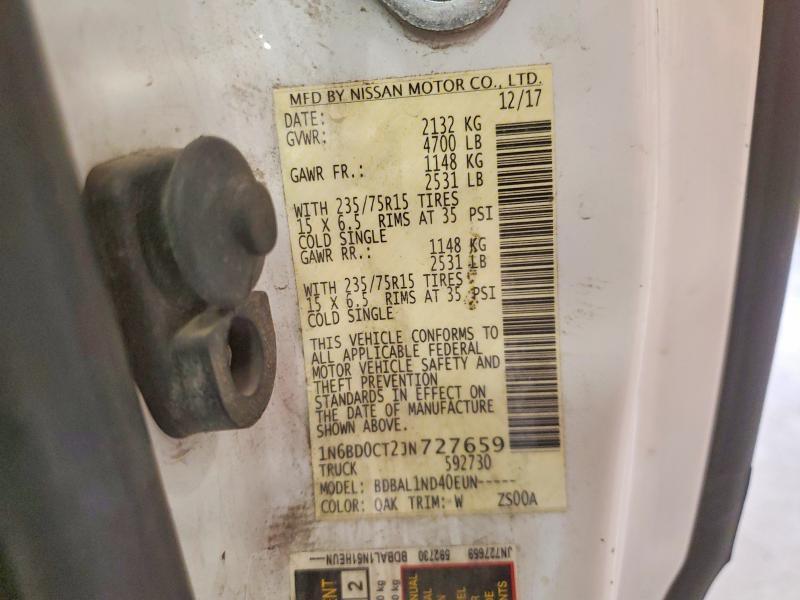 MFD BY NISSAN MOTOR CO., LTD.
DATE: 12/17
GVWR: 2132 KG
4700 LB
GAWR FR.: 1148 KG
2531 LB
WITH 235/75R15 TIRES
15 X 6.5 RIMS AT 35 PSI
COLD SINGLE
GAWR RR.: 1148 KG
2531 LB
WITH 235/75R15 TIRES
15 X 6.5 RIMS AT 35 PSI
COLD SINGLE
THIS VEHICLE CONFORMS TO
ALL APPLICABLE FEDERAL
MOTOR VEHICLE SAFETY AND
THEFT PREVENTION
STANDARDS IN EFFECT ON
THE DATE OF MANUFACTURE
SHOWN ABOVE.
1N6BD0CT2JN727659
TRUCK 592730
MODEL: BDBAL1ND40EUN-----
COLOR: QAK TRIM: W ZS00A
JN727659 592730 BDBAL1N51HEUN
2